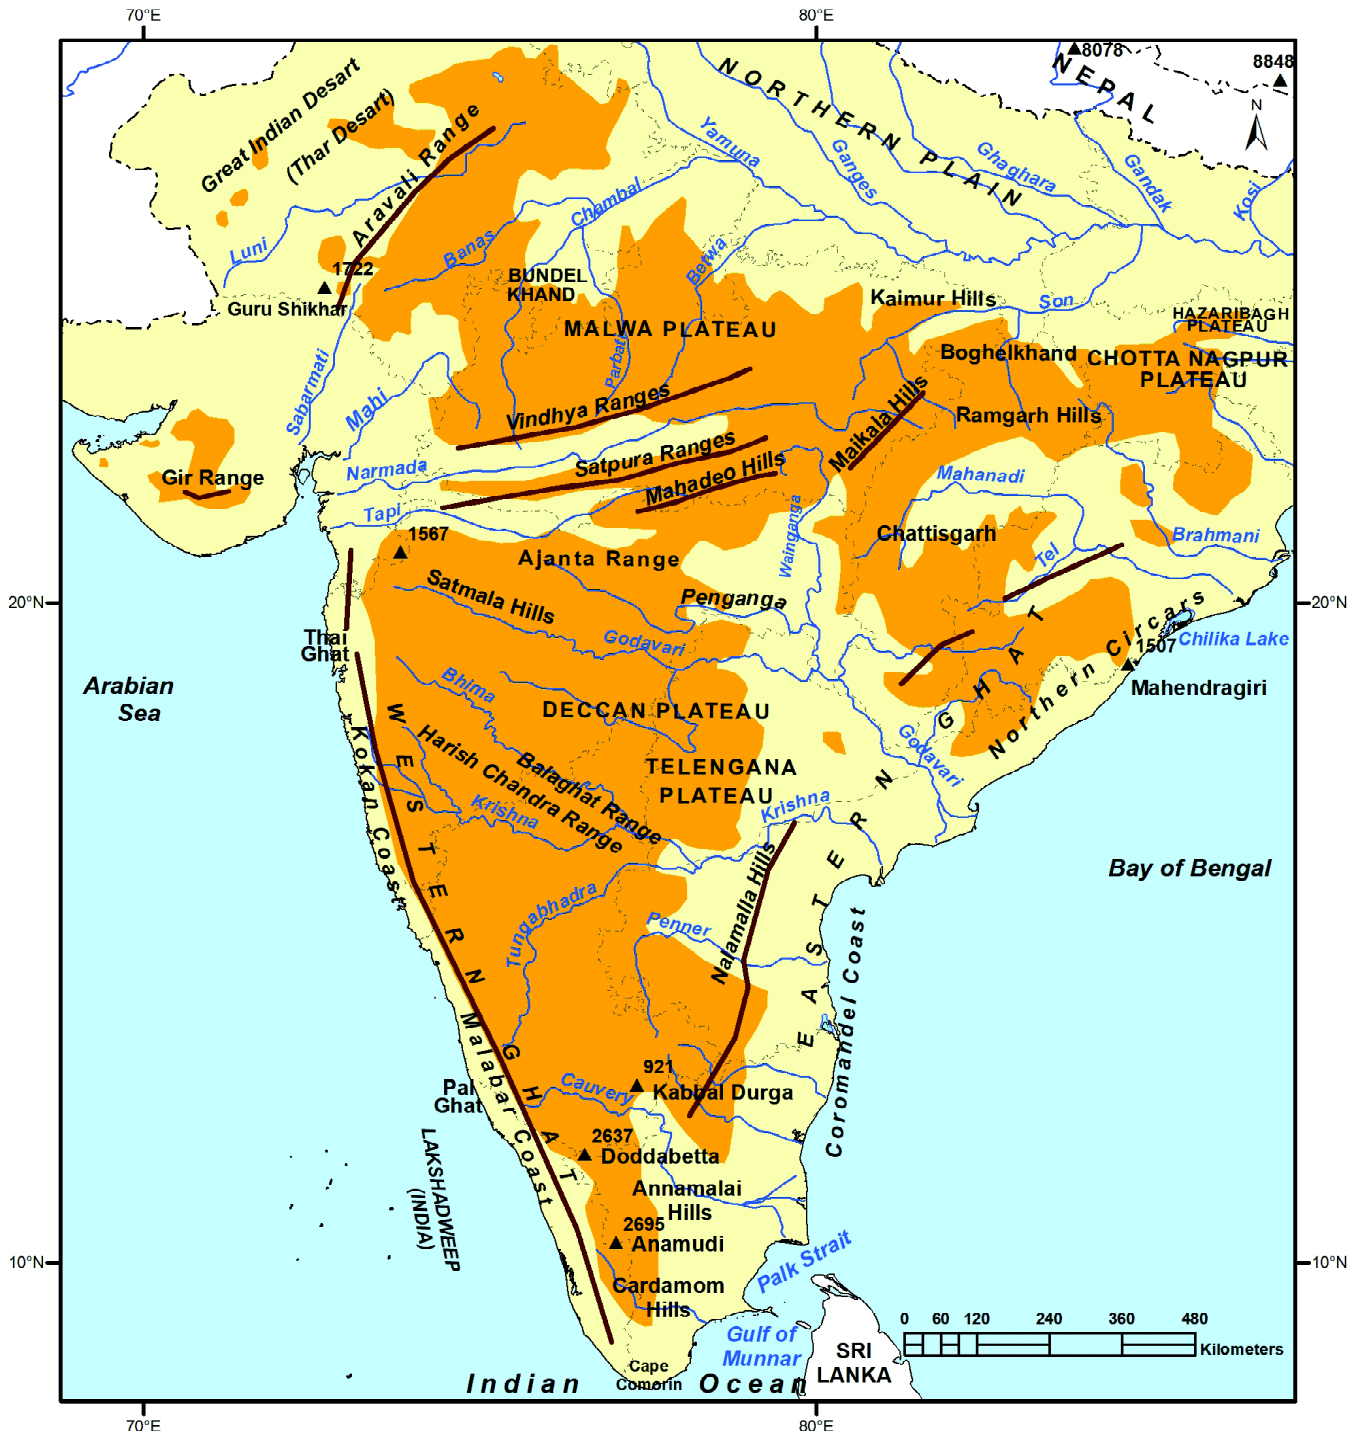 70°E
80°E
8078
8848
NEPAL
N
Great Indian Desart
(Thar Desart)
Aravali Range
NORTHERN PLAIN
Yamuna
Ganges
Ghaghara
Gandak
Kosi
Luni
Banas
Chambal
Betwa
1722
Guru Shikhar
BUNDEL
KHAND
Kaimur Hills
Son
HAZARIBAGH
PLATEAU
MALWA PLATEAU
Parbati
Boghelkhand
CHOTTA NAGPUR
PLATEAU
Sabarmati
Mahi
Vindhya Ranges
Maikala Hills
Ramgarh Hills
Gir Range
Narmada
Satpura Ranges
Mahadeo Hills
Mahanadi
Tapi
1567
Wainganga
Chattisgarh
Brahmani
Ajanta Range
Tel
Satmala Hills
Penganga
20°N
20°N
Thal
Ghat
Godavari
Northern Circars
Chilika Lake
1507
Mahendragiri
Arabian
Sea
Bhima
DECCAN PLATEAU
Godavari
WESTERN GHAT
Kokan Coast
Harish Chandra Range
Balaghat Range
TELENGANA
PLATEAU
Krishna
Krishna
EASTERN GHAT
Bay of Bengal
Nalamalla Hills
Tungabhadra
Penner
Coromandel Coast
Malabar Coast
921
Kabbal Durga
Cauvery
Pal
Ghat
2637
Doddabetta
LAKSHADWEEP
(INDIA)
Annamalai
Hills
2695
Anamudi
10°N
10°N
Palk Strait
Cardamom
Hills
Gulf of
Munnar
SRI
LANKA
0 60 120 240 360 480
Kilometers
Cape
Comorin
Indian Ocean
70°E
80°E